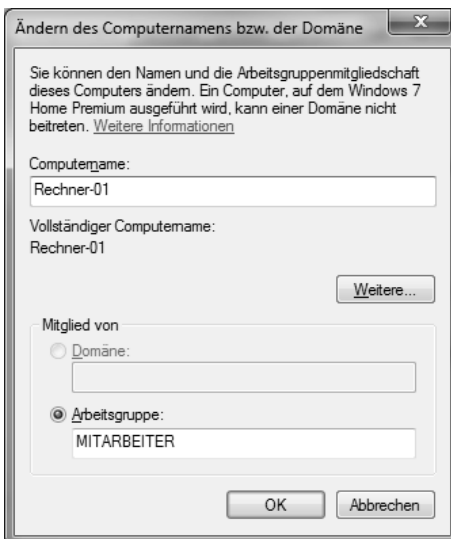 Ändern des Computernamens bzw. der Domäne
Sie können den Namen und die Arbeitsgruppenmitgliedschaft
dieses Computers ändern. Ein Computer, auf dem Windows 7
Home Premium ausgeführt wird, kann einer Domäne nicht
beitreten. Weitere Informationen
Computername:
Rechner-01
Vollständiger Computername:
Rechner-01
Weitere...
Mitglied von
Domäne:
Arbeitsgruppe:
MITARBEITER
OK Abbrechen